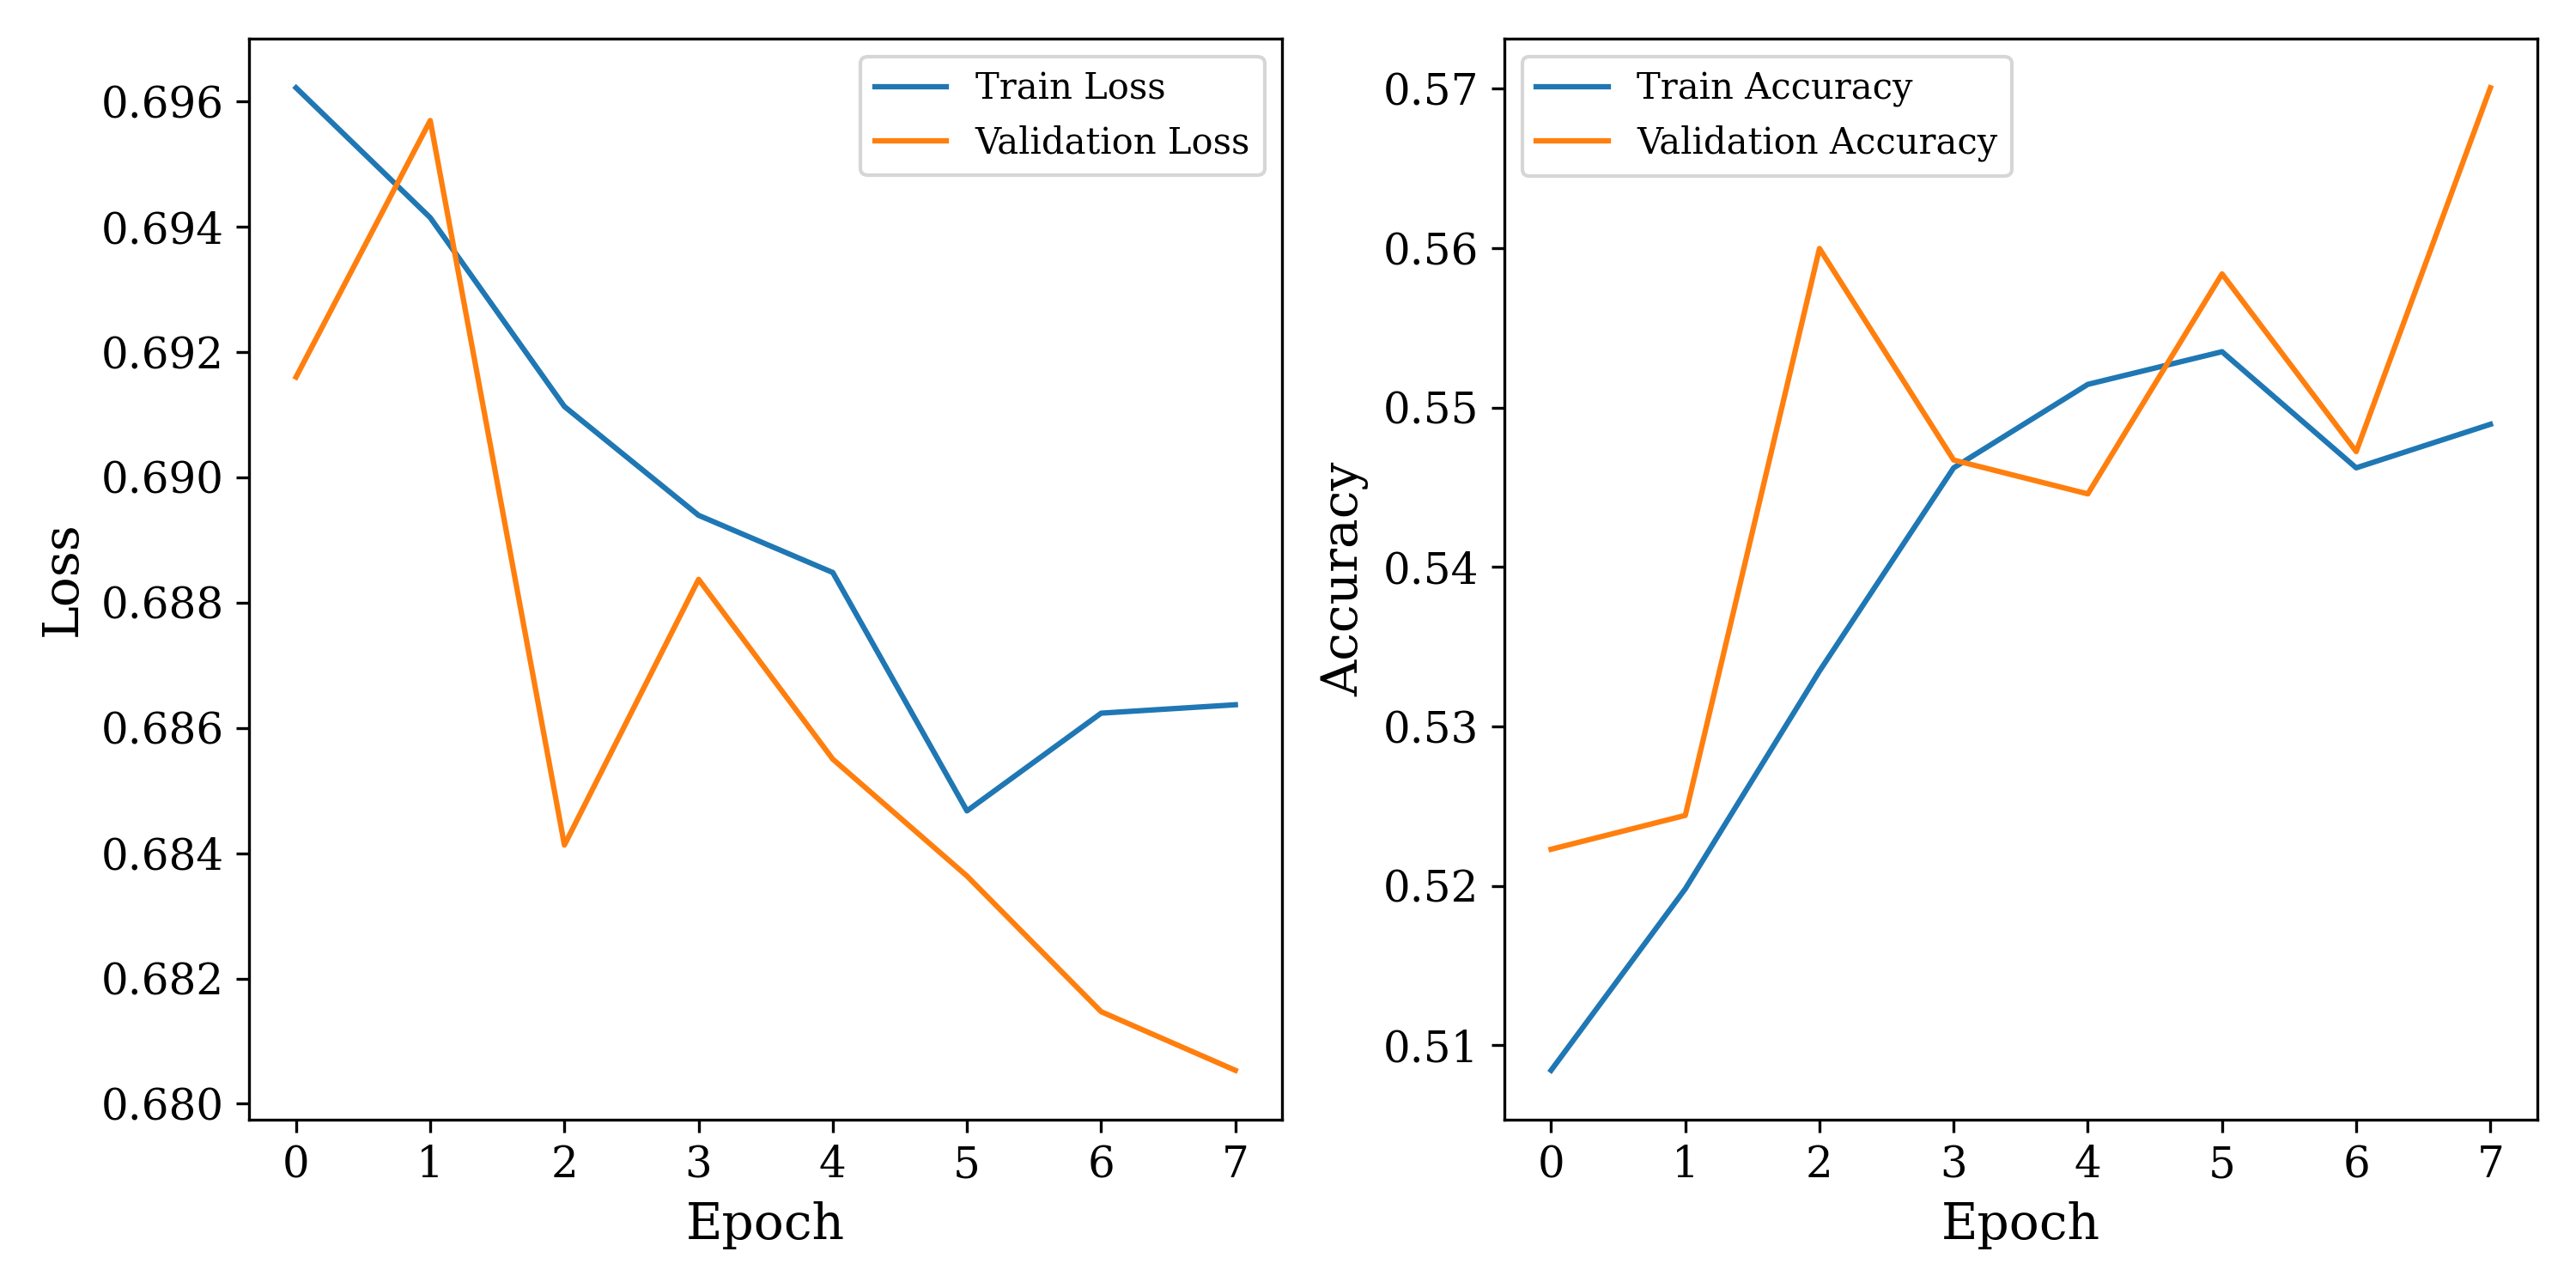 Train Loss
Validation Loss
0.696
0.694
0.692
0.690
0.688
0.686
0.684
0.682
0.680
Loss
0 1 2 3 4 5 6 7
Epoch
Train Accuracy
Validation Accuracy
0.57
0.56
0.55
0.54
0.53
0.52
0.51
Accuracy
0 1 2 3 4 5 6 7
Epoch